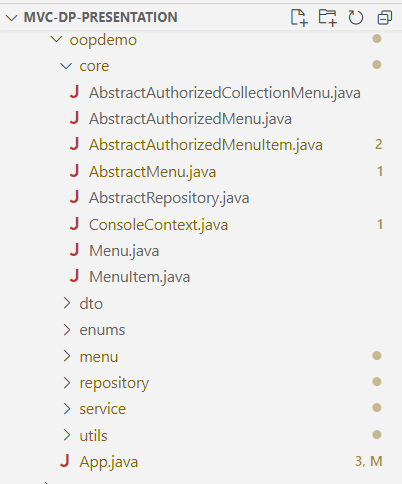 MVC-DP-PRESENTATION
oopdemo
core
J AbstractAuthorizedCollectionMenu.java
J AbstractAuthorizedMenu.java
J AbstractAuthorizedMenuItem.java 2
J AbstractMenu.java 1
J AbstractRepository.java
J ConsoleContext.java 1
J Menu.java
J MenuItem.java
dto
enums
menu
repository
service
utils
J App.java 3, M